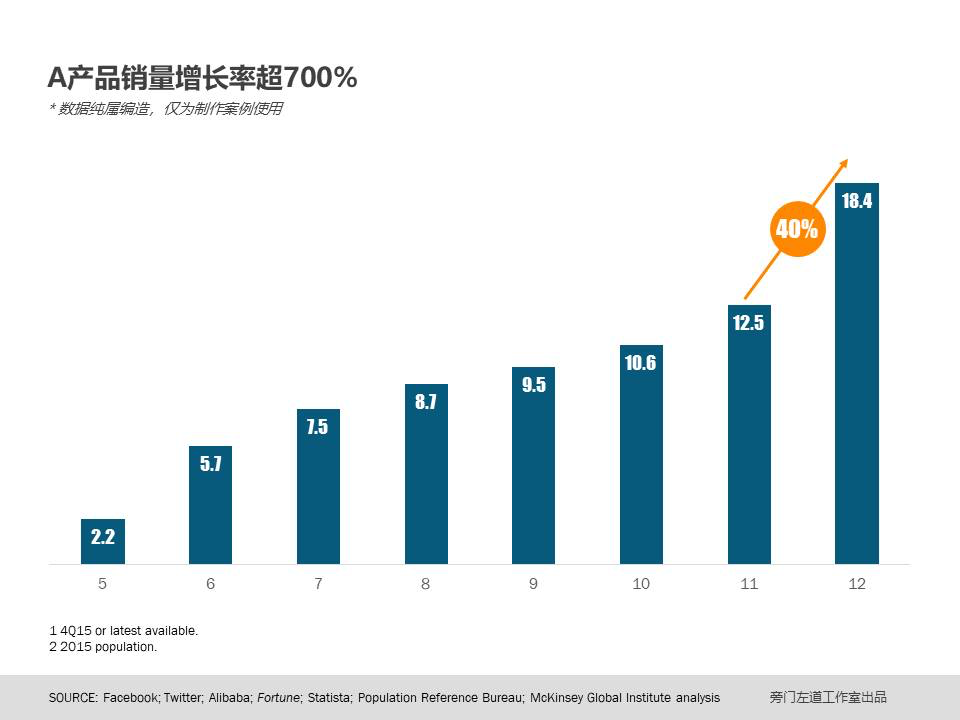 A产品销量增长率超700%
* 数据纯属编造，仅为制作案例使用
40%
18.4
12.5
10.6
9.5
8.7
7.5
5.7
2.2
5 6 7 8 9 10 11 12
1 4Q15 or latest available.
2 2015 population.
SOURCE: Facebook; Twitter; Alibaba; Fortune; Statista; Population Reference Bureau; McKinsey Global Institute analysis 旁门左道工作室出品